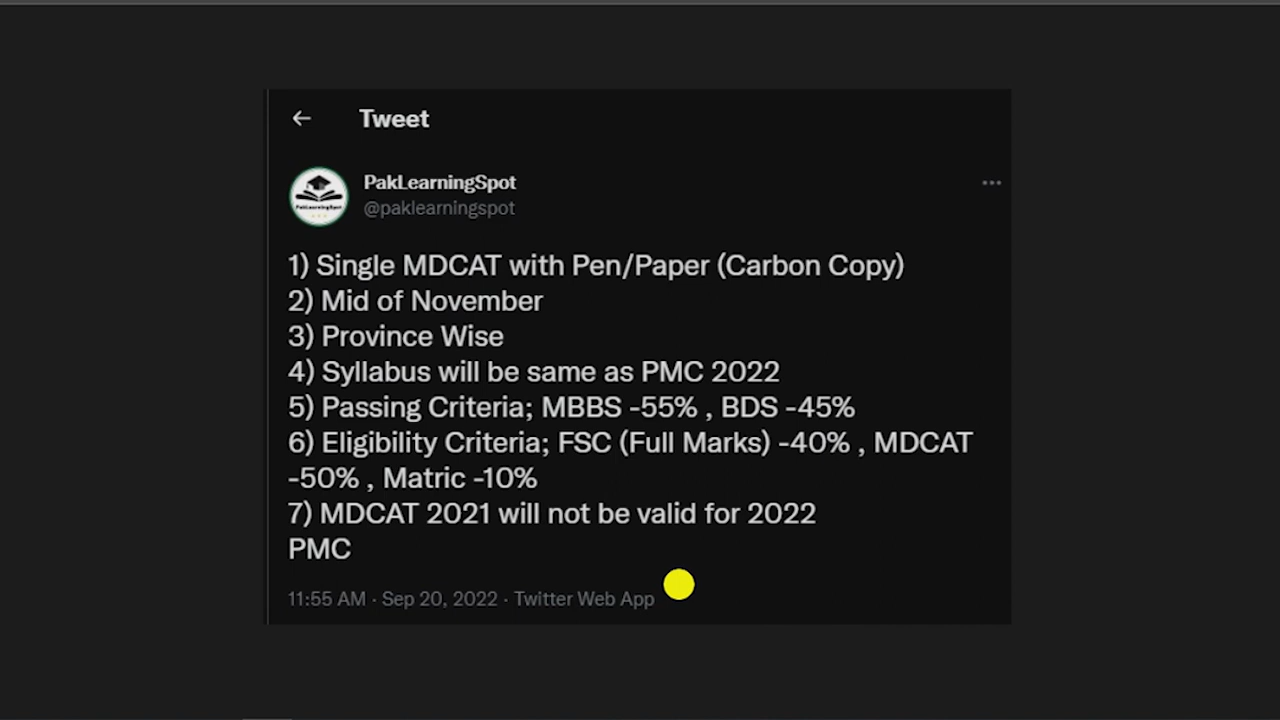 Tweet
PakLearningSpot
@paklearningspot
PakLearningSpot
1) Single MDCAT with Pen/Paper (Carbon Copy)
2) Mid of November
3) Province Wise
4) Syllabus will be same as PMC 2022
5) Passing Criteria; MBBS -55% , BDS -45%
6) Eligibility Criteria; FSC (Full Marks) -40% , MDCAT
-50% , Matric -10%
7) MDCAT 2021 will not be valid for 2022
PMC
11:55 AM · Sep 20, 2022 · Twitter Web App